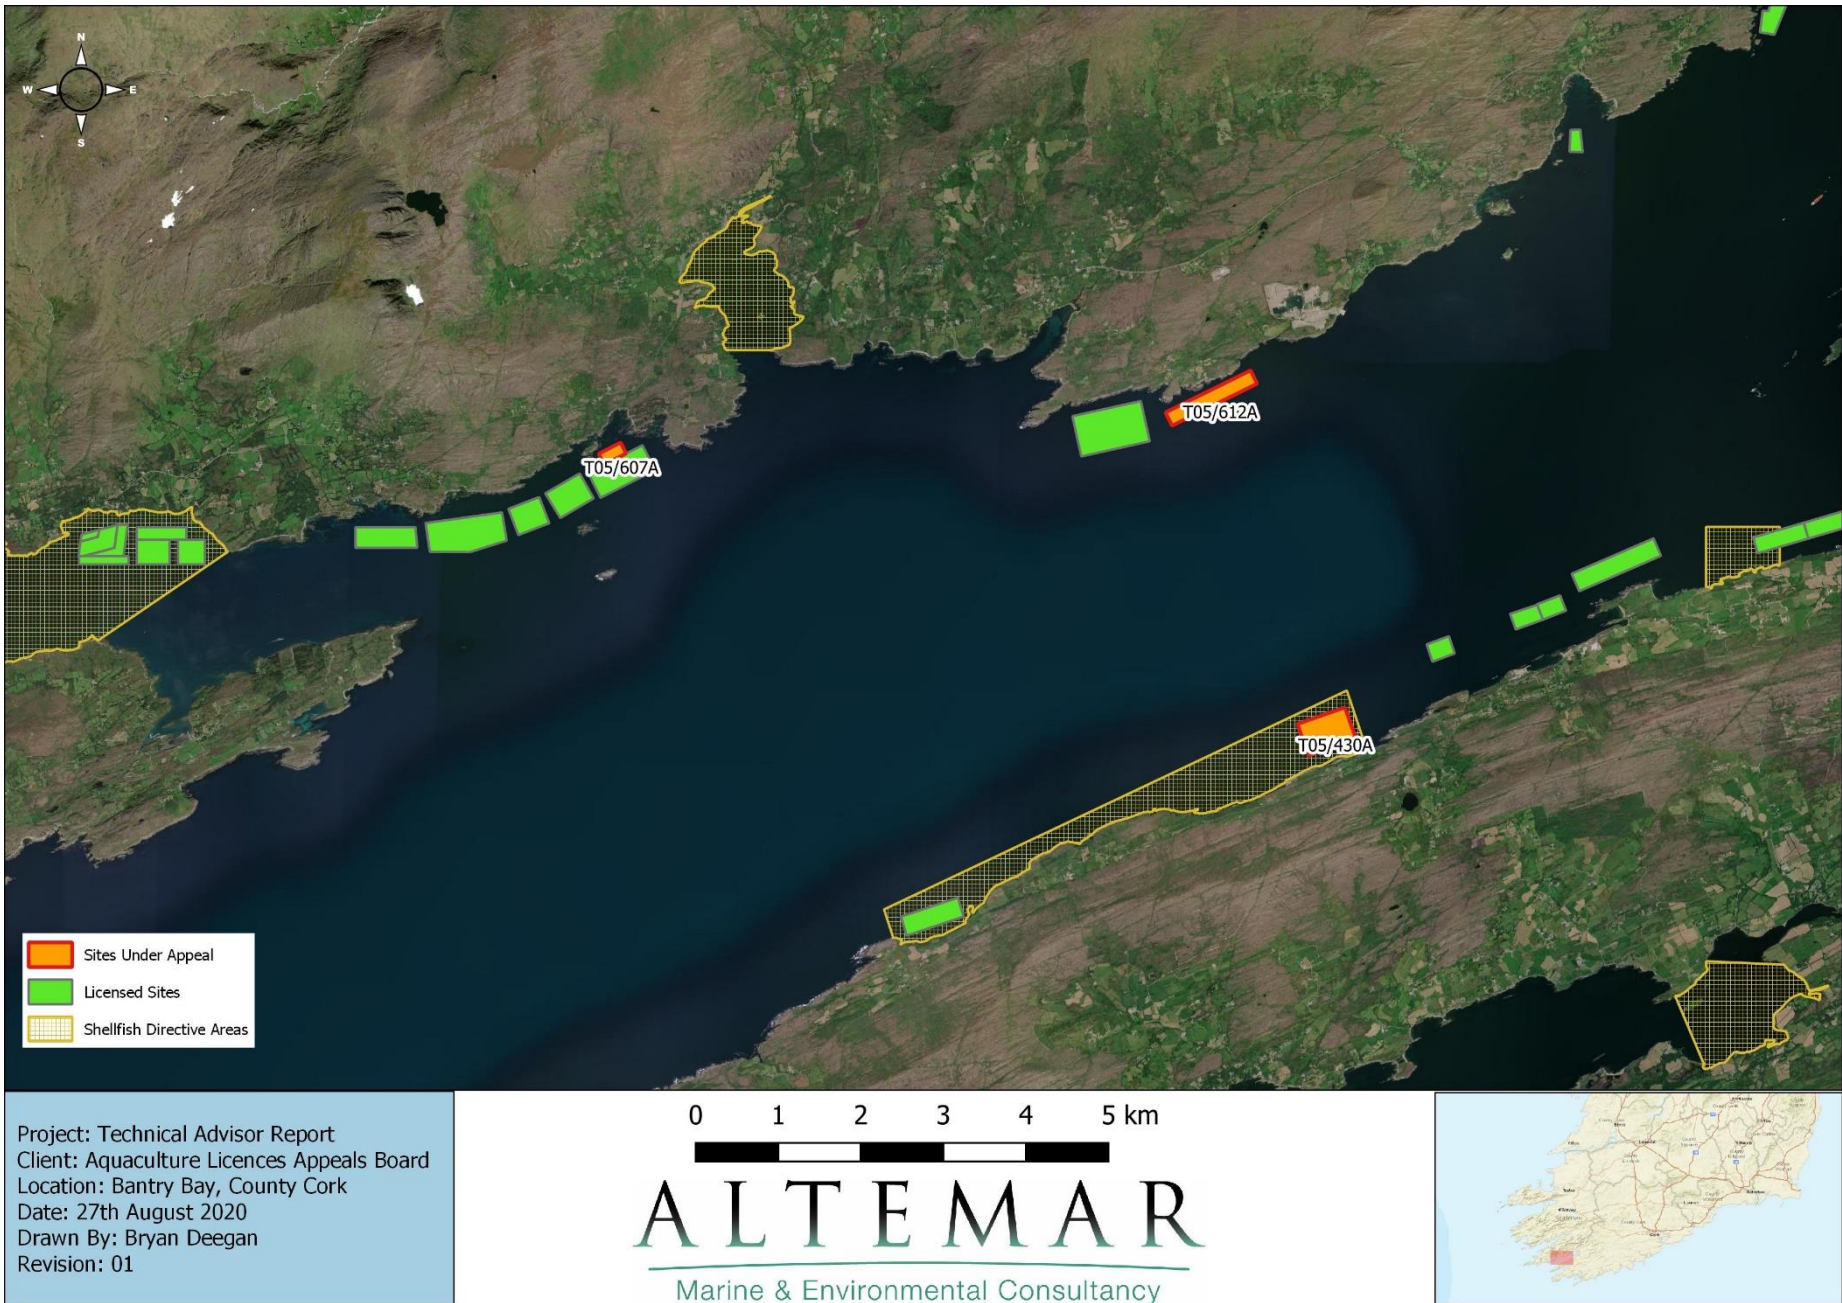 N
W E
S
T05/612A
T05/607A
T05/430A
Sites Under Appeal
Licensed Sites
Shellfish Directive Areas
Project: Technical Advisor Report
Client: Aquaculture Licences Appeals Board
Location: Bantry Bay, County Cork
Date: 27th August 2020
Drawn By: Bryan Deegan
Revision: 01
0 1 2 3 4 5 km
ALTEMAR
Marine & Environmental Consultancy